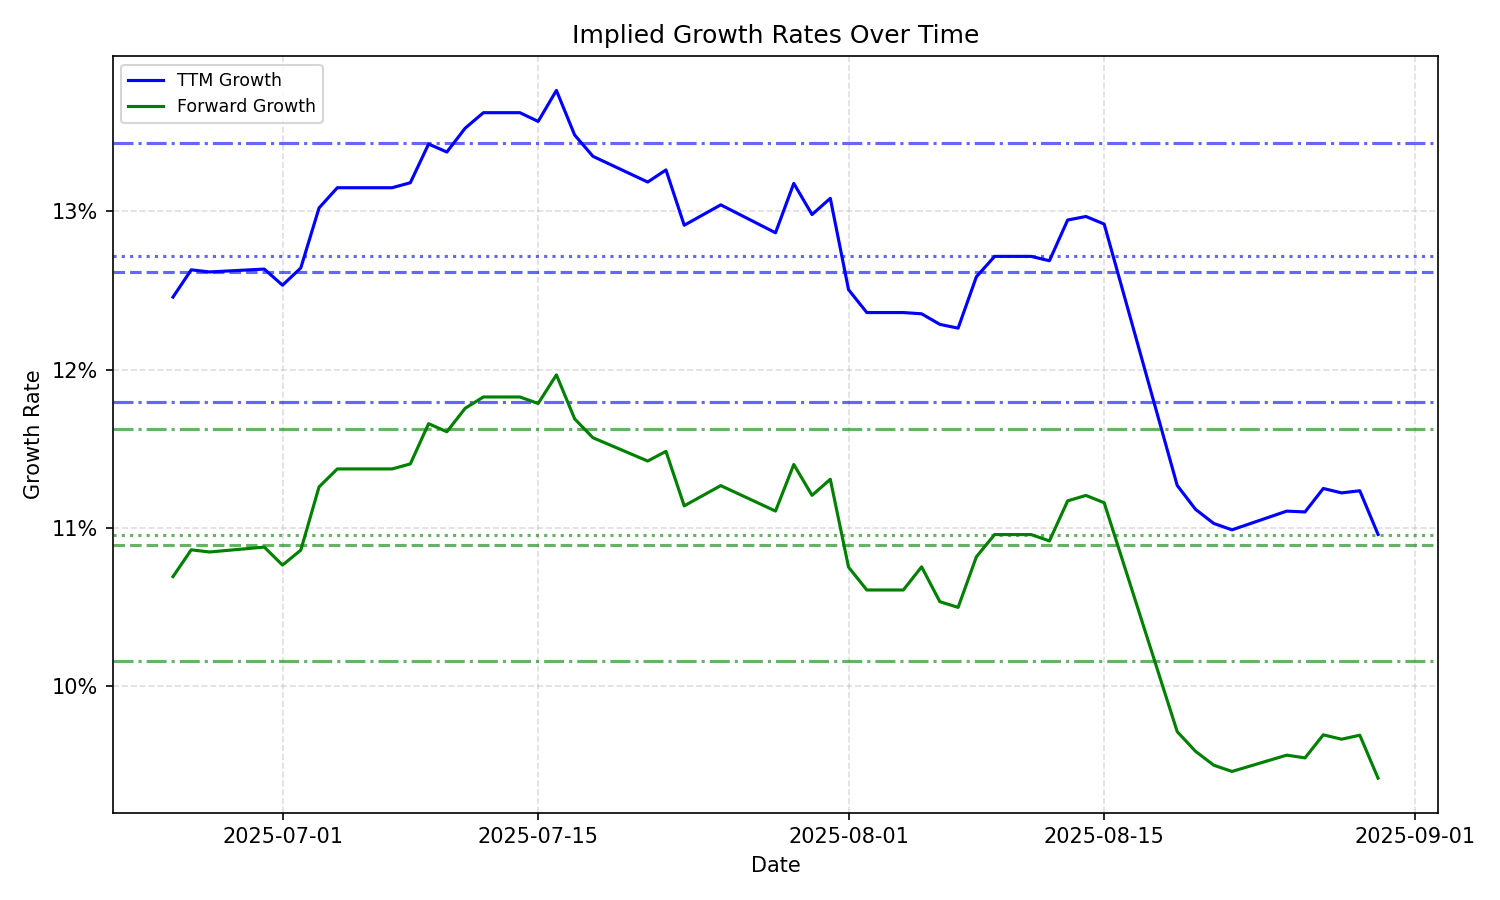 Implied Growth Rates Over Time
TTM Growth
Forward Growth
13%
12%
11%
10%
Growth Rate
2025-07-01
2025-07-15
2025-08-01
2025-08-15
2025-09-01
Date